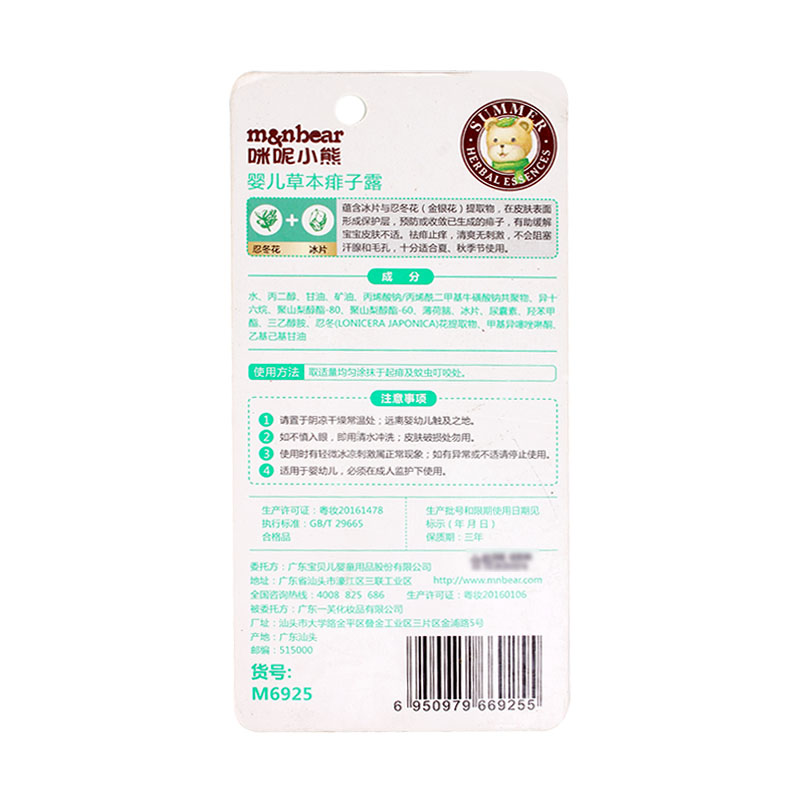 m&nbear
咪呢小熊
SUMMER
HERBAL ESSENCES
婴儿草本痱子露
忍冬花
冰片
蕴含冰片与忍冬花（金银花）提取物，在皮肤表面
形成保护层，预防或收敛已生成的痱子，有助缓解
宝宝皮肤不适。祛痱止痒，清爽无刺激，不会阻塞
汗腺和毛孔，十分适合夏、秋季节使用。
成 分
水、丙二醇、甘油、矿油、丙烯酸钠/丙烯酰二甲基牛磺酸钠共聚物、异十
六烷、聚山梨醇酯-80、聚山梨醇酯-60、薄荷脑、冰片、尿囊素、羟苯甲
酯、三乙醇胺、忍冬(LONICERA JAPONICA)花提取物、甲基异噻唑啉酮、
乙基己基甘油
使用方法 取适量均匀涂抹于起痱及蚊虫叮咬处。
注意事项
1 请置于阴凉干燥常温处；远离婴幼儿触及之地。
2 如不慎入眼，即用清水冲洗；皮肤破损处勿用。
3 使用时有轻微冰凉刺激属正常现象；如有异常或不适请停止使用。
4 适用于婴幼儿，必须在成人监护下使用。
生产许可证：粤妆20161478
执行标准：GB/T 29665
合格品
生产批号和限期使用日期见
标示（年 月 日）
保质期：三年
委托方：广东宝贝儿婴童用品股份有限公司
地址：广东省汕头市濠江区三联工业区 http://www.mnbear.com
全国咨询热线：4008 825 686 生产许可证：粤妆20160106
被委托方：广东一芙化妆品有限公司
厂址：汕头市大学路金平区叠金工业区三片区金浦路5号
产地：广东汕头
邮编：515000
货号:
M6925
6 950979 669255